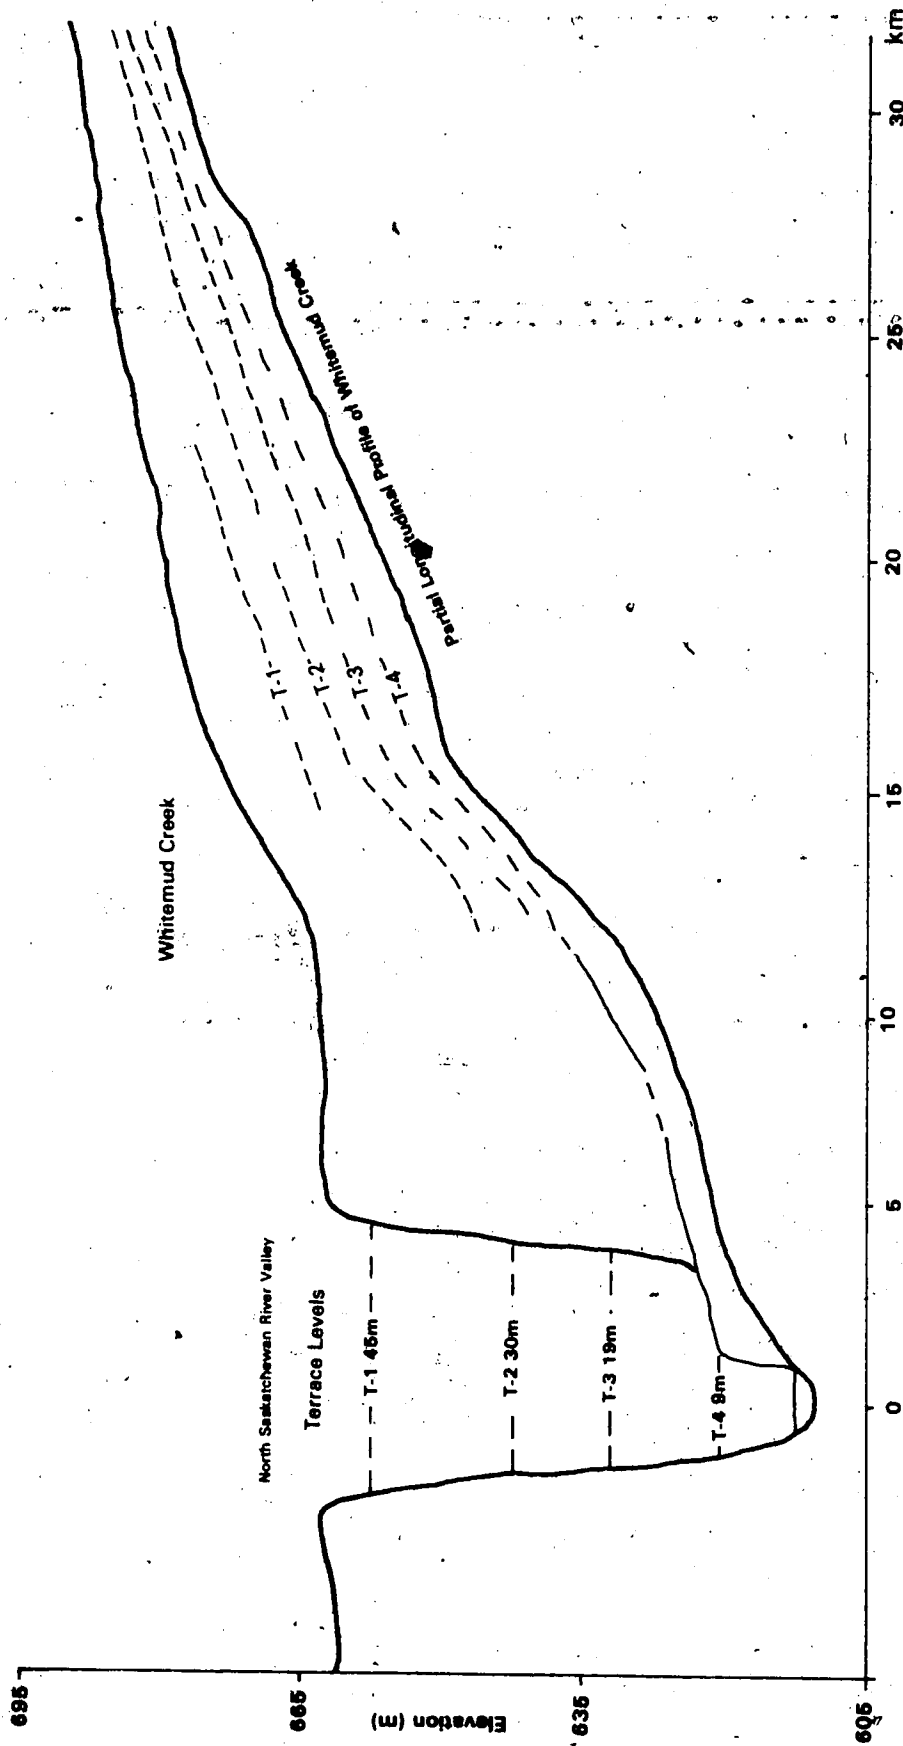 Whitemud Creek
North Saskatchewan River Valley
Terrace Levels
T-1 45m
T-2 30m
T-3 19m
T-4 9m
T-1
T-2
T-3
T-4
Partial Longitudinal Profile of Whitemud Creek
Elevation (m)
695
665
635
605
0
5
10
15
20
25
30
km